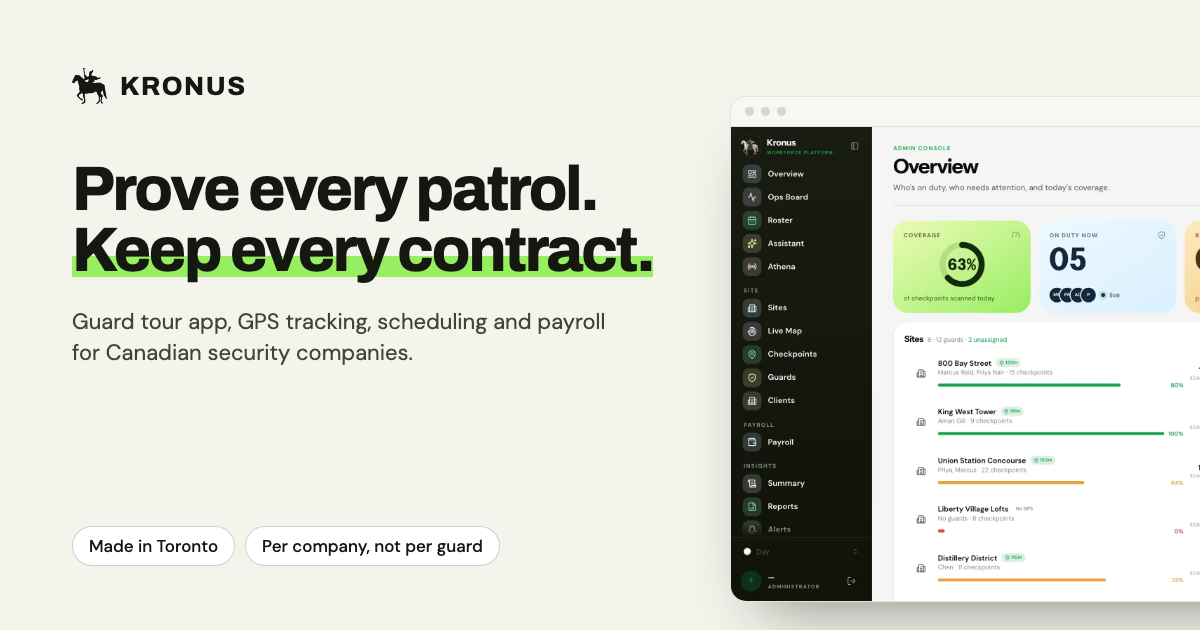 KRONUS
Prove every patrol.
Keep every contract.
Guard tour app, GPS tracking, scheduling and payroll
for Canadian security companies.
Made in Toronto
Per company, not per guard
Kronus
WORKFORCE PLATFORM
Overview
Ops Board
Roster
Assistant
Athena
SITE
Sites
Live Map
Checkpoints
Guards
Clients
PAYROLL
Payroll
INSIGHTS
Summary
Reports
Alerts
Day
?
ADMINISTRATOR
ADMIN CONSOLE
Overview
Who's on duty, who needs attention, and today's coverage.
COVERAGE
63%
of checkpoints scanned today
ON DUTY NOW
05
live
Sites 6 · 12 guards · 2 unassigned
800 Bay Street
Marcus Reid, Priya Nair · 15 checkpoints
80%
King West Tower
Aman Gill · 9 checkpoints
100%
Union Station Concourse
Priya, Marcus · 22 checkpoints
64%
Liberty Village Lofts No GPS
No guards · 6 checkpoints
0%
Distillery District
Chen · 11 checkpoints
73%